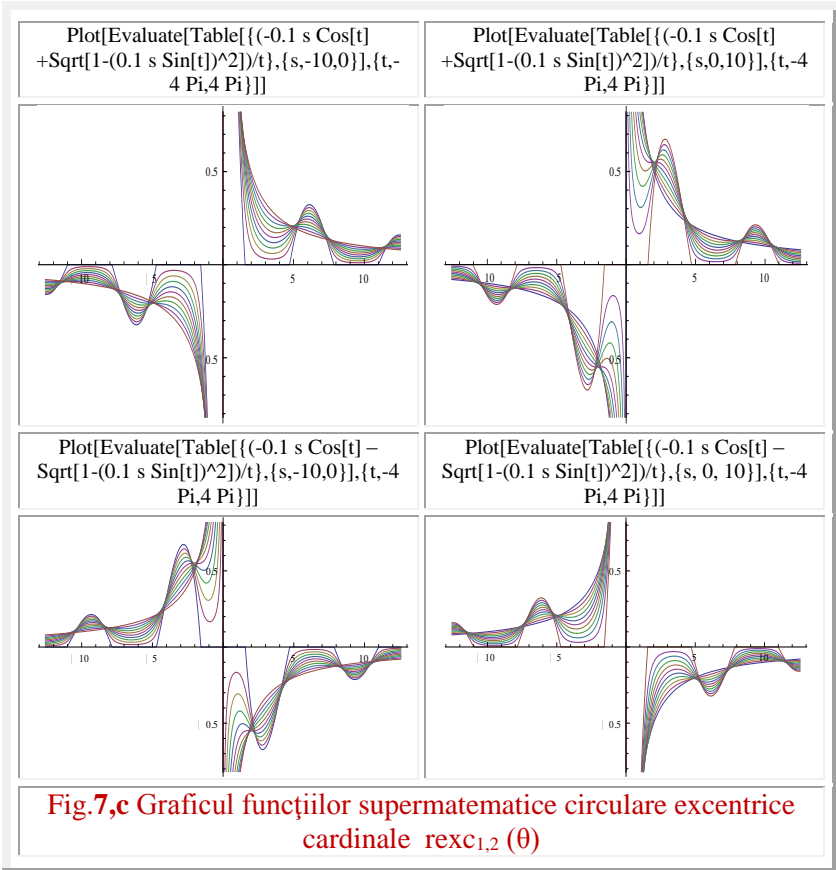 Plot[Evaluate[Table[{(-0.1 s Cos[t]
+Sqrt[1-(0.1 s Sin[t])^2])/t},{s,-10,0}],{t,-
4 Pi,4 Pi}]]
Plot[Evaluate[Table[{(-0.1 s Cos[t]
+Sqrt[1-(0.1 s Sin[t])^2])/t},{s,0,10}],{t,-4
Pi,4 Pi}]]
0.5
10 5 5 10
0.5
0.5
10 5 5 10
0.5
Plot[Evaluate[Table[{(-0.1 s Cos[t] –
Sqrt[1-(0.1 s Sin[t])^2])/t},{s,-10,0}],{t,-4
Pi,4 Pi}]]
Plot[Evaluate[Table[{(-0.1 s Cos[t] –
Sqrt[1-(0.1 s Sin[t])^2])/t},{s, 0, 10}],{t,-4
Pi,4 Pi}]]
0.5
10 5 5 10
0.5
0.5
10 5 5 10
0.5
Fig.7,c Graficul funcţiilor supermatematice circulare excentrice
cardinale rexc₁,₂ (θ)